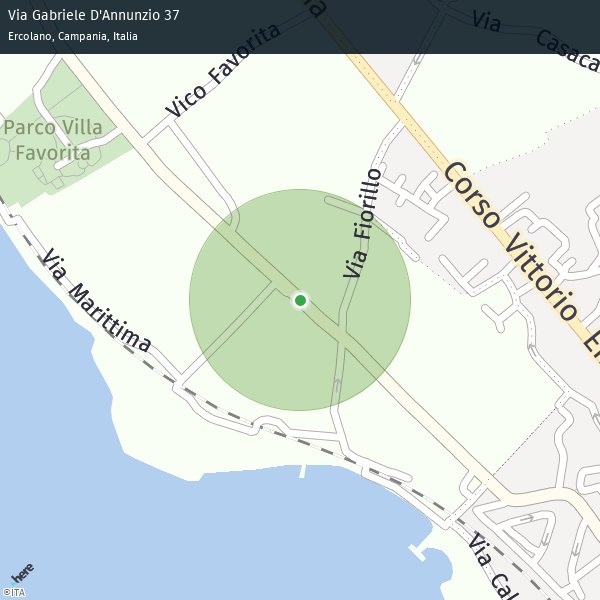 Via Gabriele D'Annunzio 37
Ercolano, Campania, Italia
Via Casaca
Vico Favorita
Parco Villa
Favorita
Via Fiorillo
Corso Vittorio
Via Marittima
Via Cal
here
©ITA